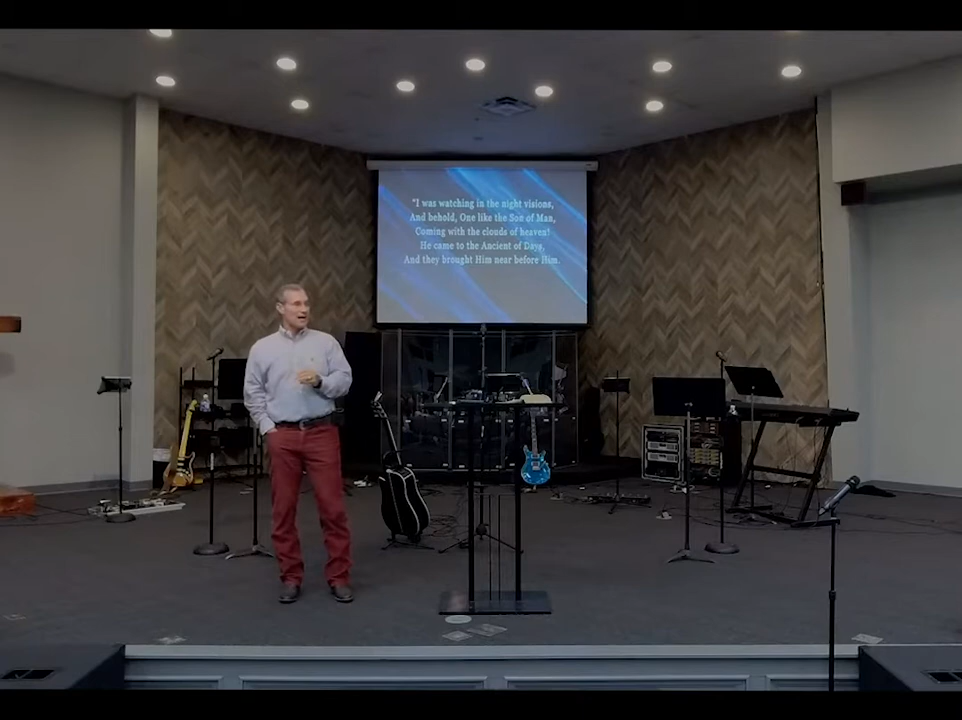 "I was watching in the night visions,
And behold, One like the Son of Man,
Coming with the clouds of heaven!
He came to the Ancient of Days,
And they brought Him near before Him.